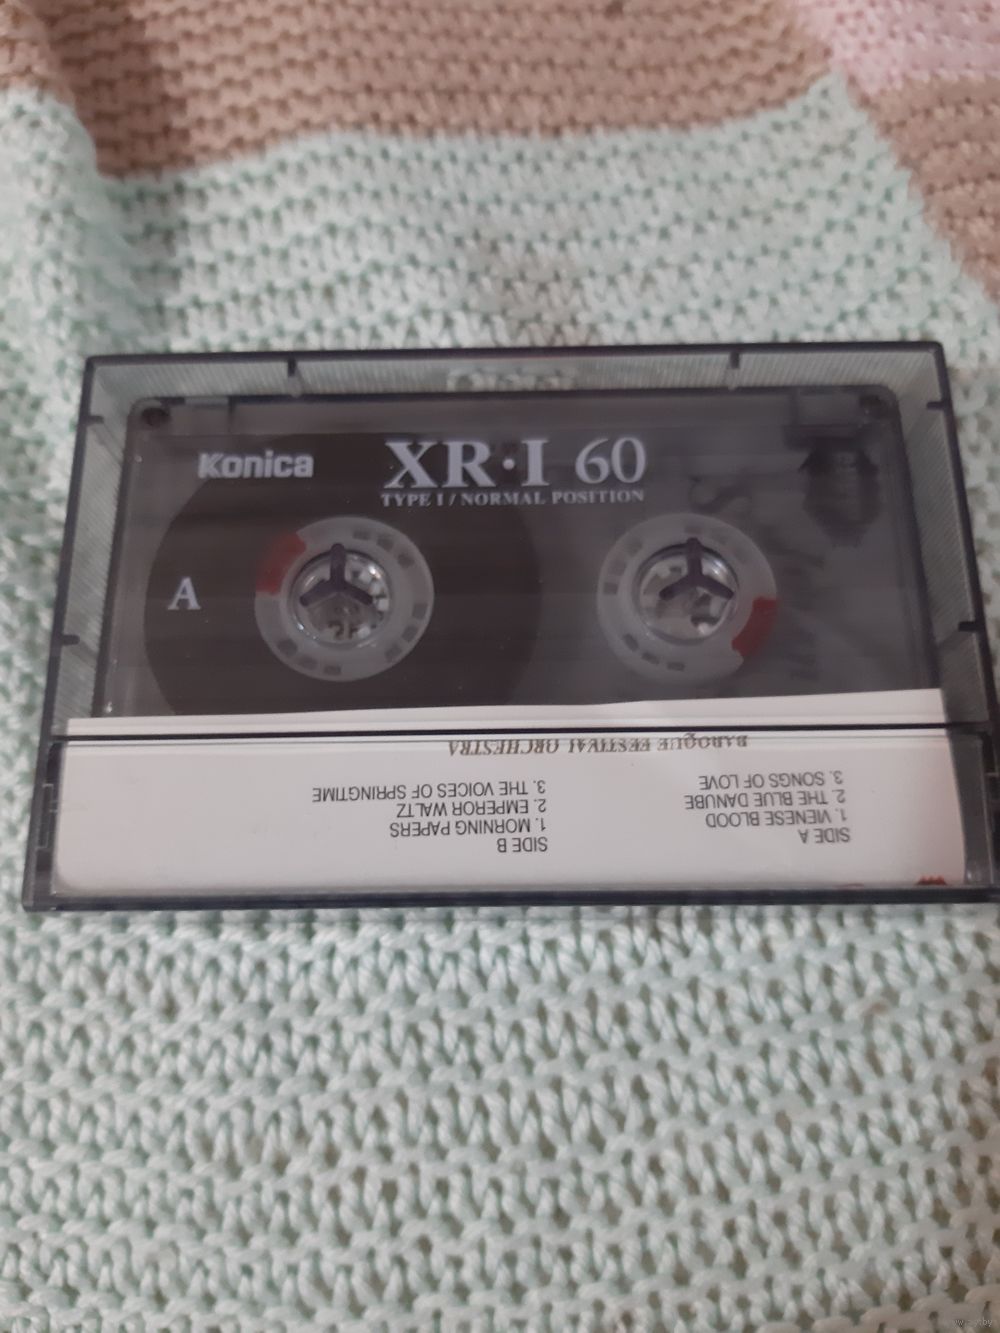 Konica
XR·I 60
TYPE I / NORMAL POSITION
A
BAROQUE FESTIVAL ORCHESTRA
SIDE A
1. VIENESE BLOOD
2. THE BLUE DANUBE
3. SONGS OF LOVE
SIDE B
1. MORNING PAPERS
2. EMPEROR WALTZ
3. THE VOICES OF SPRINGTIME